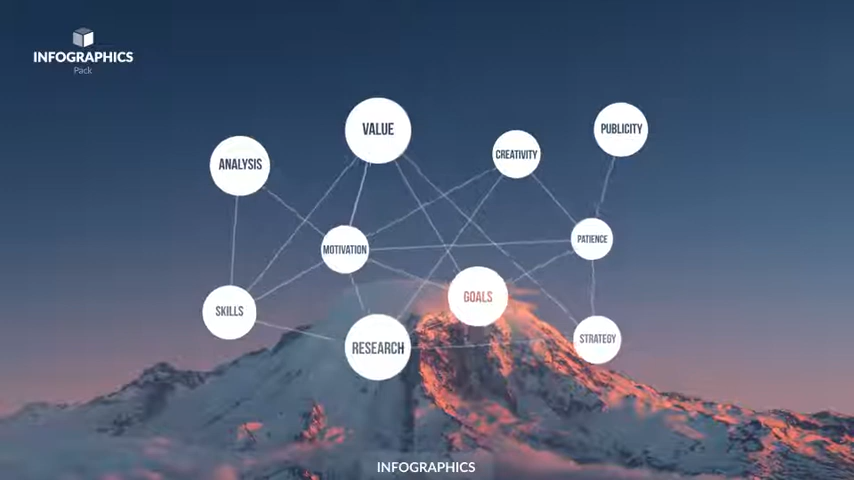 INFOGRAPHICS
Pack
VALUE
PUBLICITY
CREATIVITY
ANALYSIS
PATIENCE
MOTIVATION
GOALS
SKILLS
STRATEGY
RESEARCH
INFOGRAPHICS